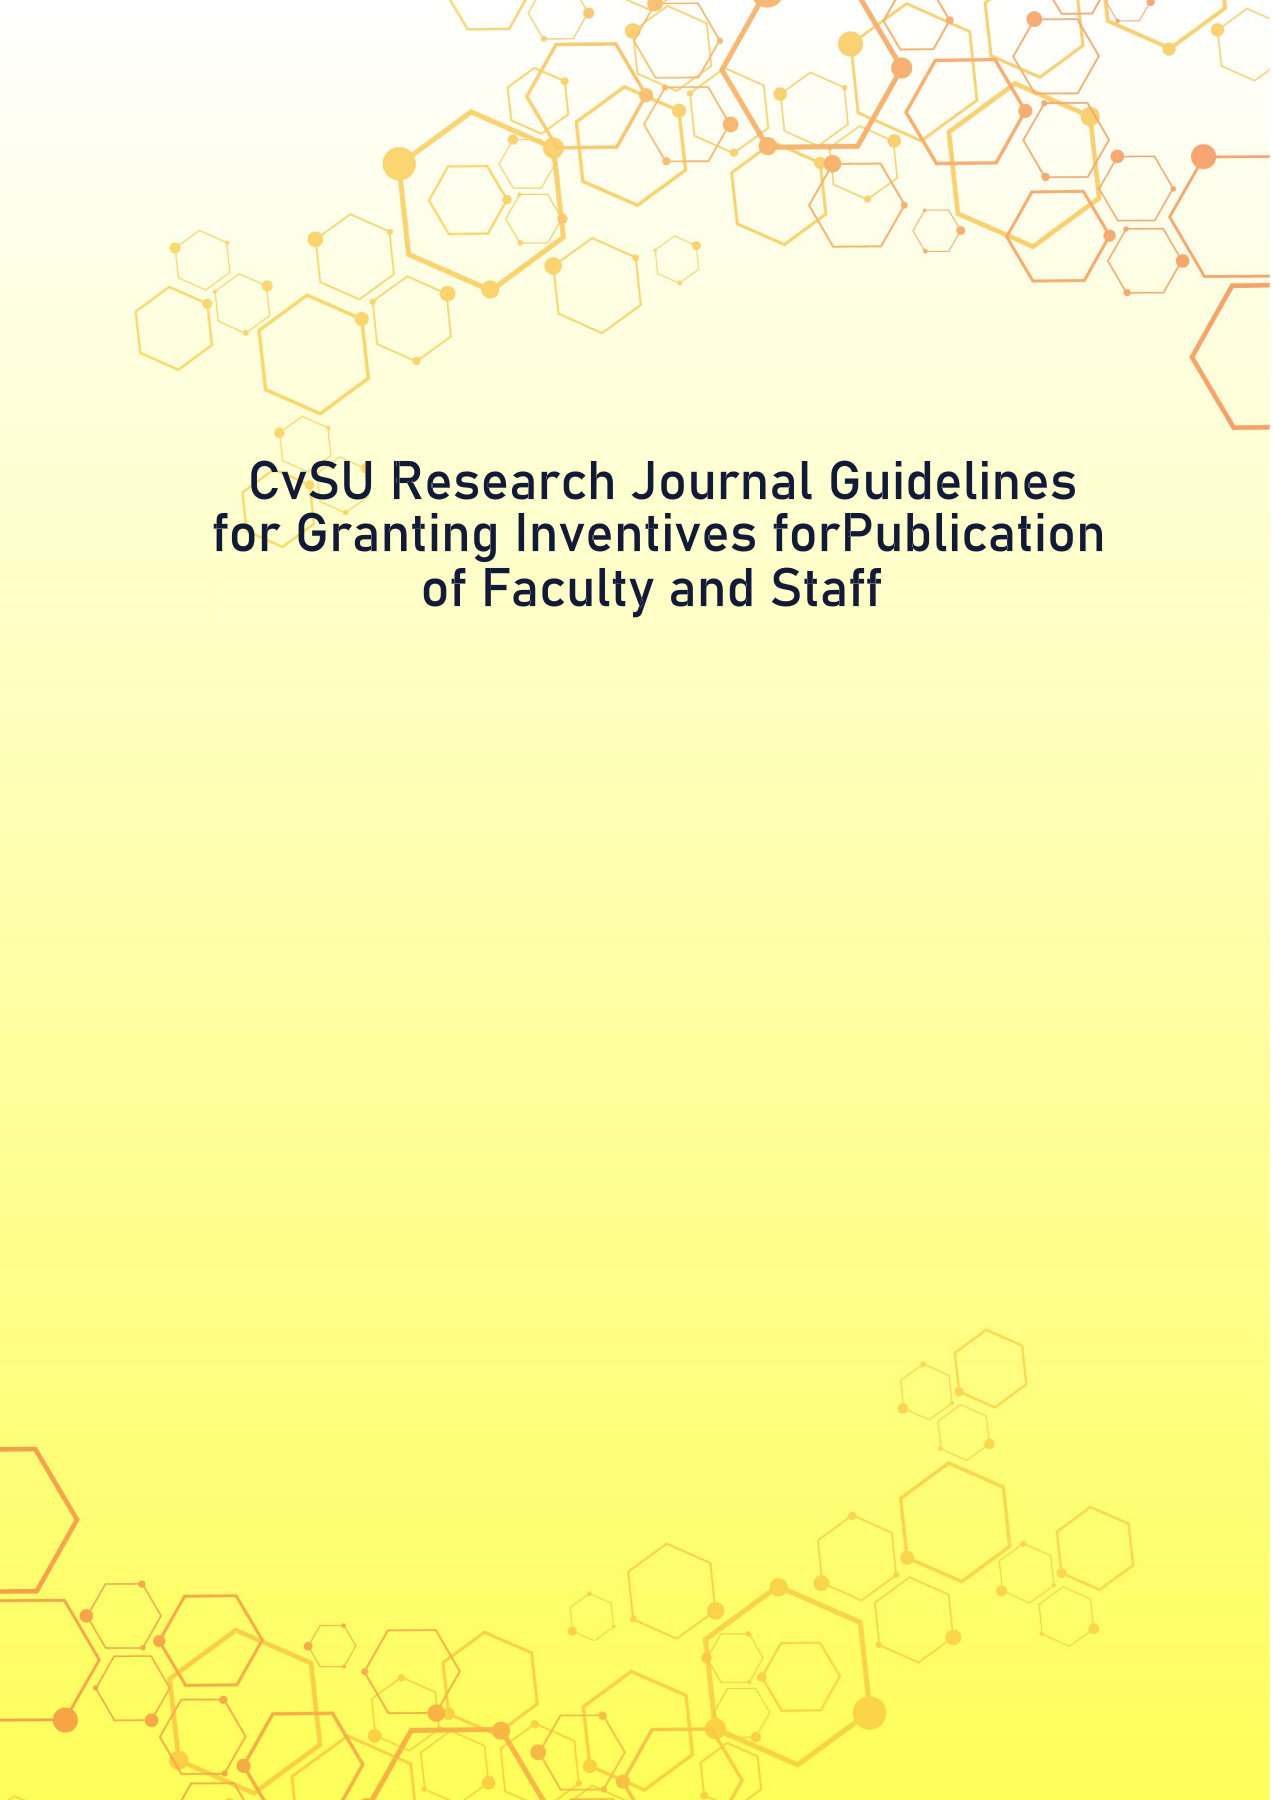 CvSU Research Journal Guidelines
for Granting Inventives forPublication
of Faculty and Staff